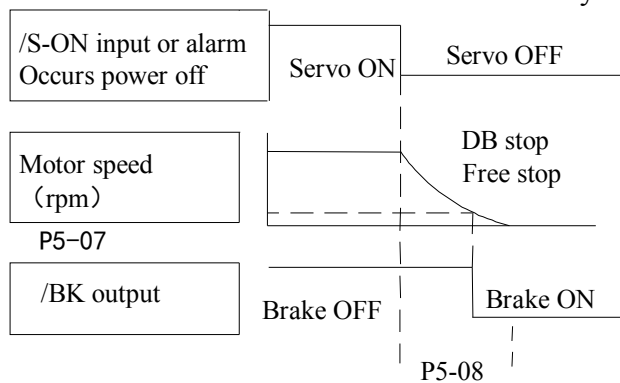 /S-ON input or alarm
Occurs power off
Servo ON
Servo OFF
Motor speed
（rpm）
DB stop
Free stop
P5-07
/BK output
Brake OFF
Brake ON
P5-08